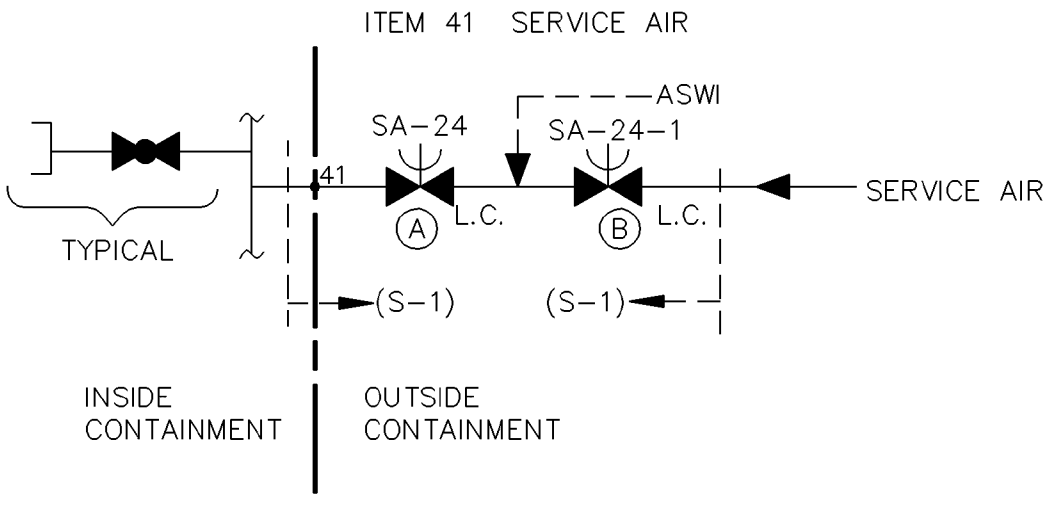 ITEM 41 SERVICE AIR
ASWI
SA-24
SA-24-1
41
SERVICE AIR
L.C.
L.C.
A
B
TYPICAL
(S-1)
(S-1)
INSIDE
CONTAINMENT
OUTSIDE
CONTAINMENT